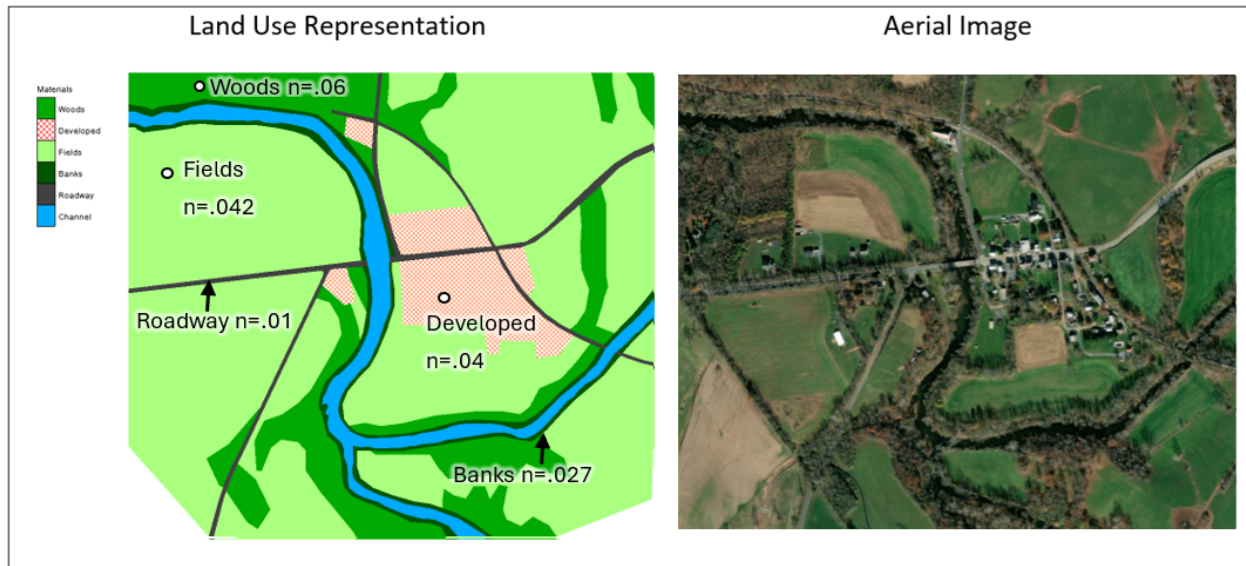 Land Use Representation
Aerial Image
Materials
Woods
Developed
Fields
Banks
Roadway
Channel
Woods n=.06
Fields
n=.042
Roadway n=.01
Developed
n=.04
Banks n=.027